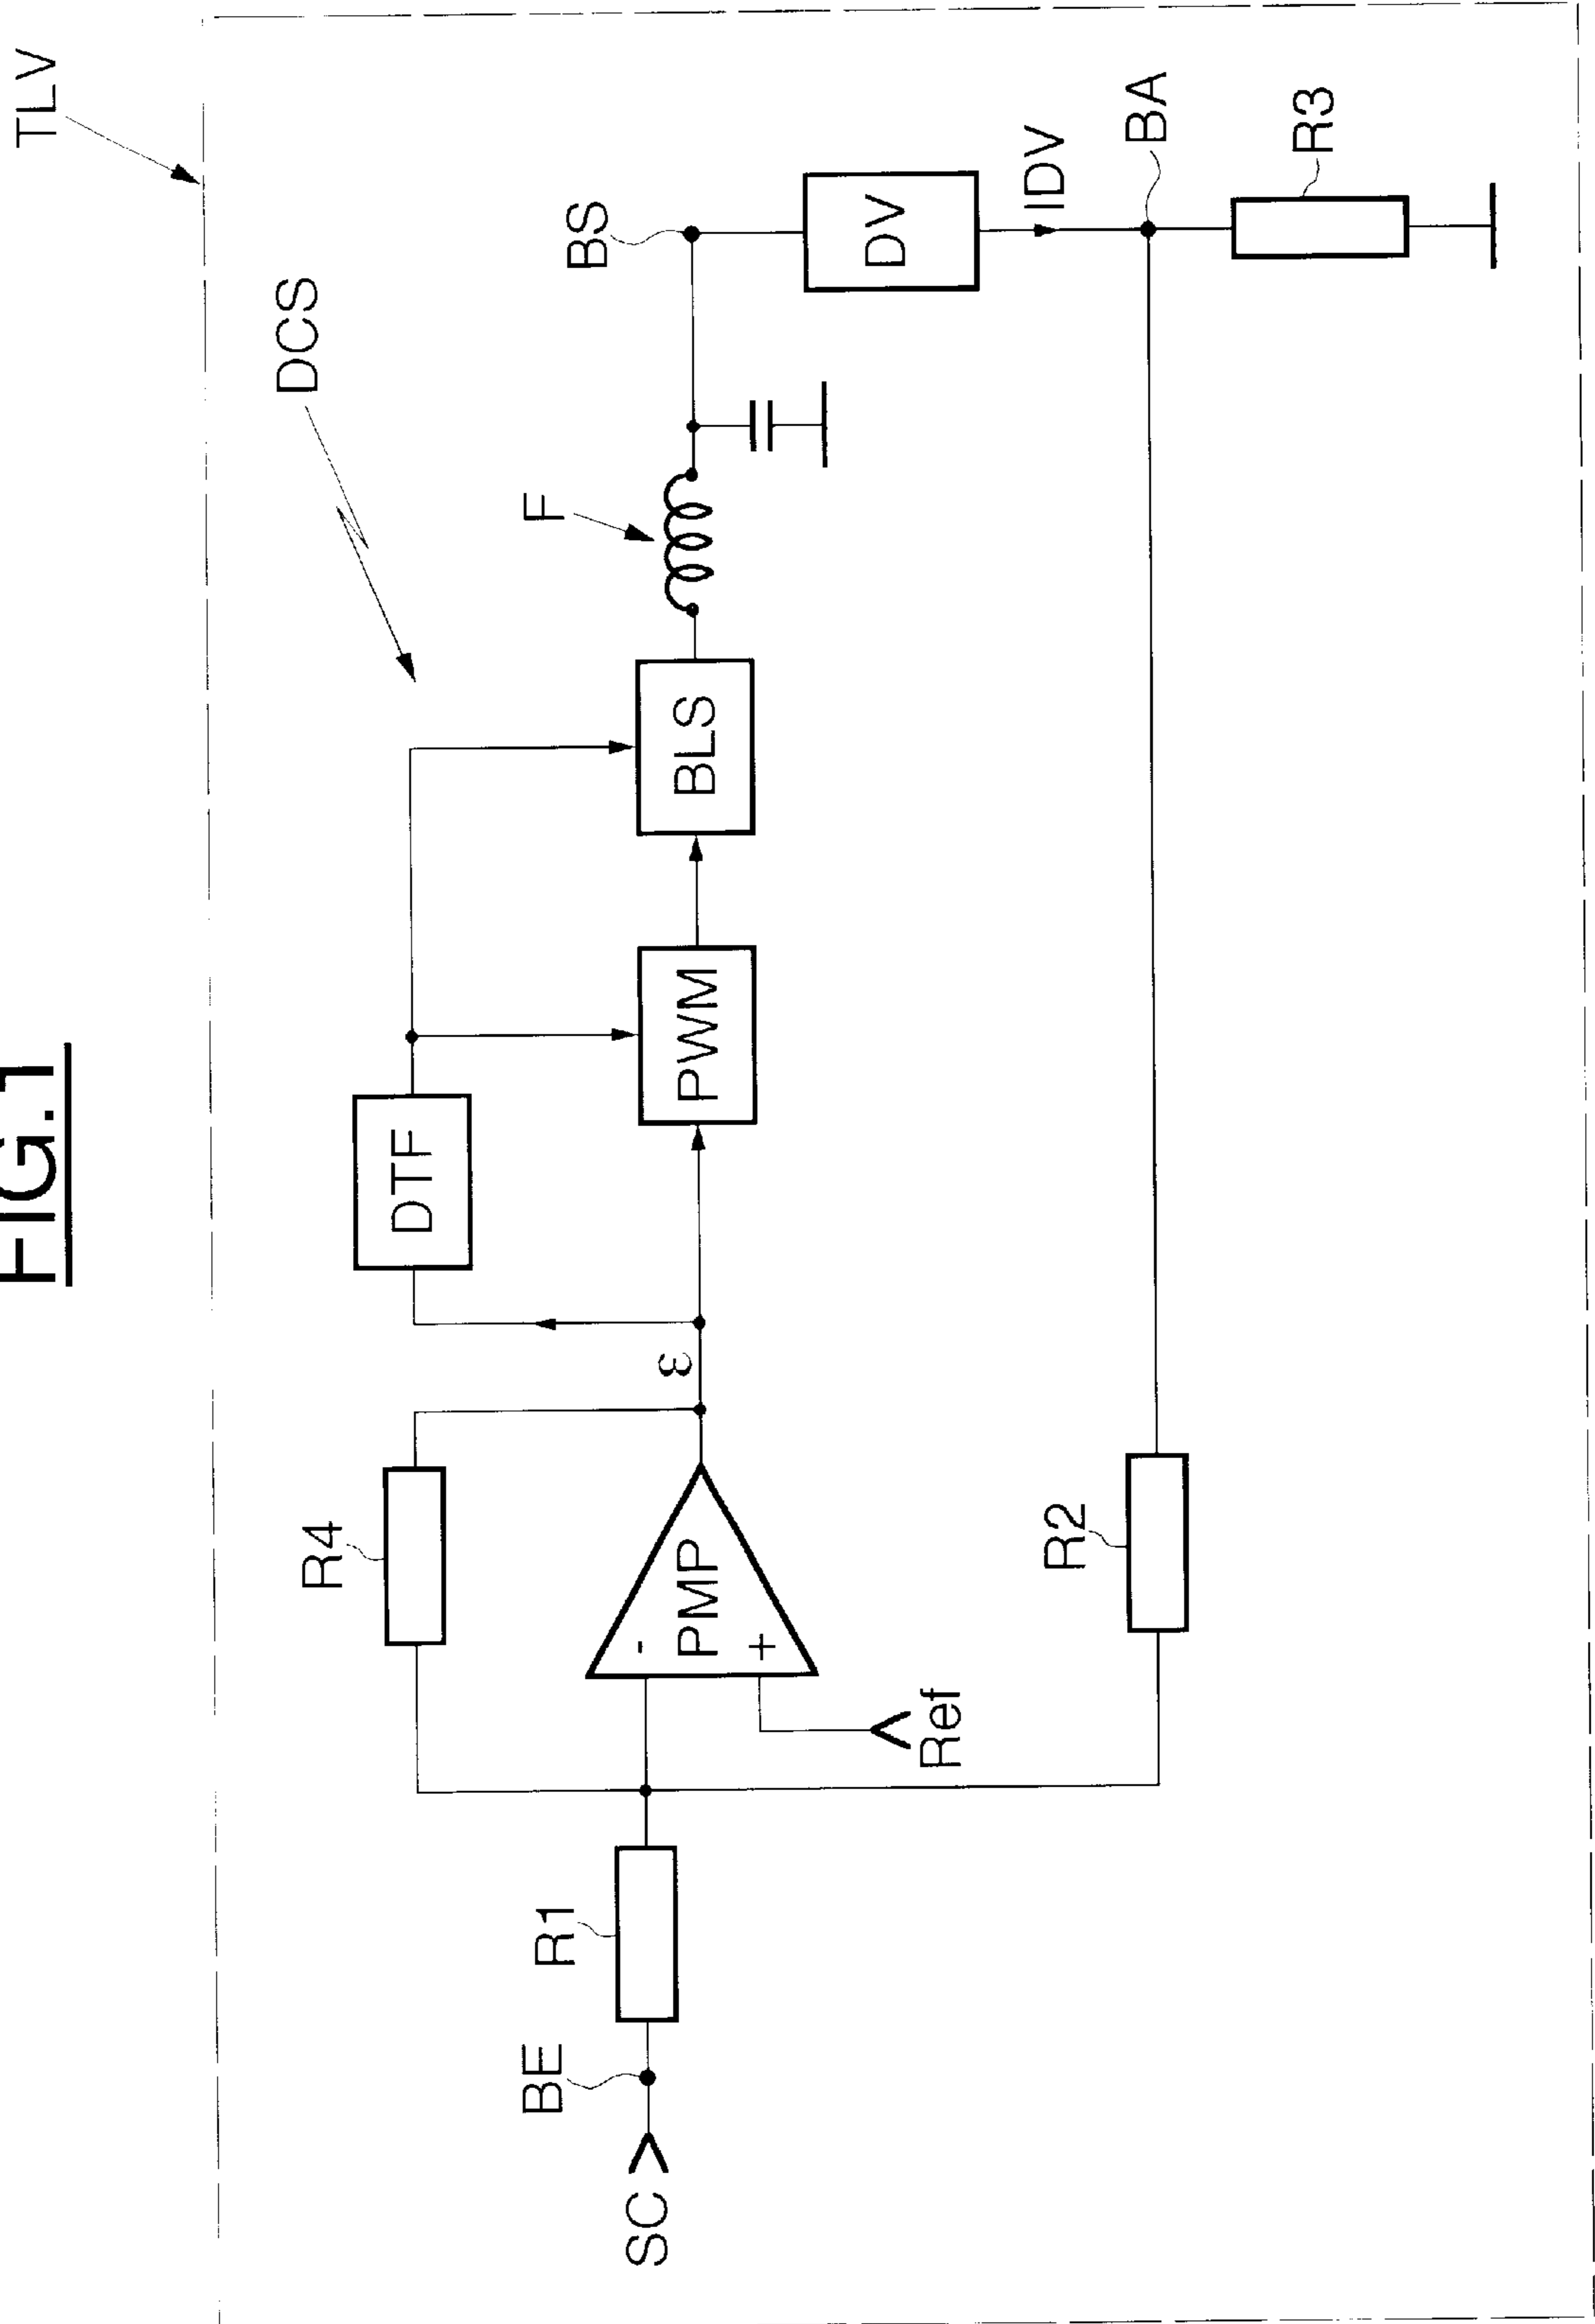 FIG.1
TLV
DCS
R4
DTF
F
BS
ε
SC
BE
R1
-
PMP
+
PWM
BLS
DV
Ref
IDV
R2
BA
R3